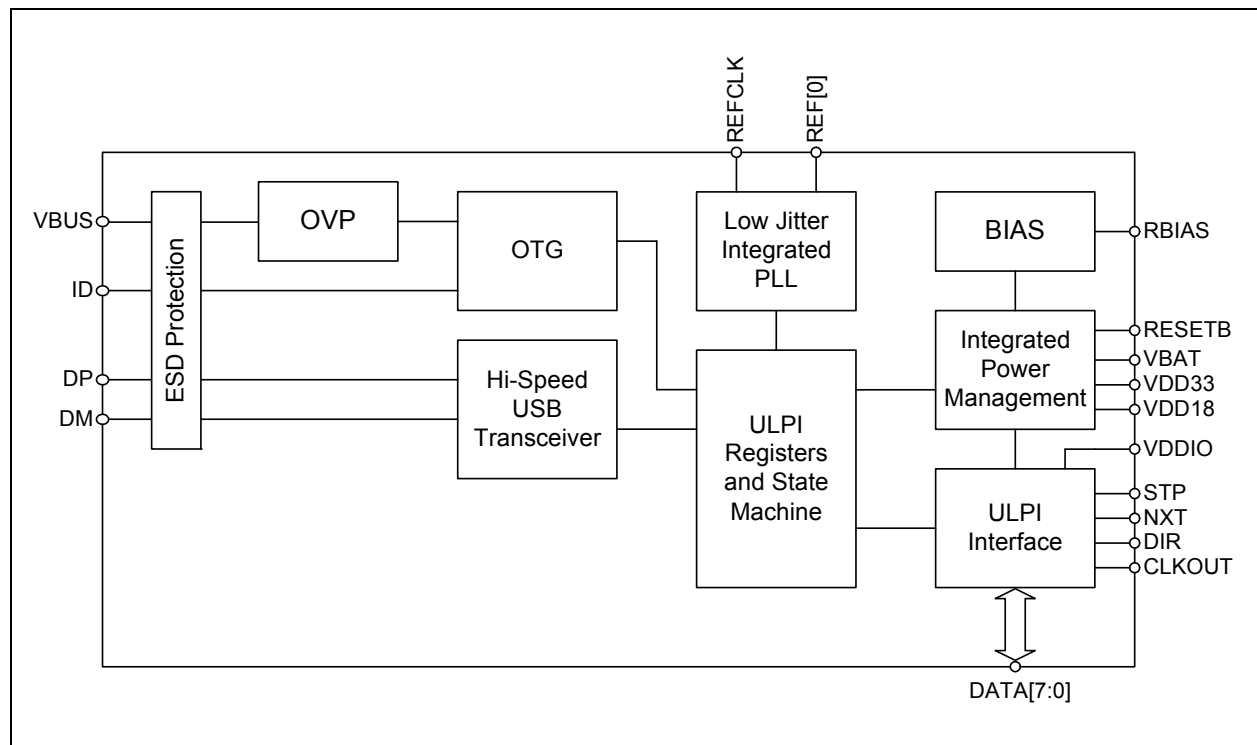 REFCLK
REF[0]
VBUS
ID
DP
DM
ESD Protection
OVP
OTG
Hi-Speed
USB
Transceiver
Low Jitter
Integrated
PLL
ULPI
Registers
and State
Machine
BIAS
Integrated
Power
Management
ULPI
Interface
RBIAS
RESETB
VBAT
VDD33
VDD18
VDDIO
STP
NXT
DIR
CLKOUT
DATA[7:0]